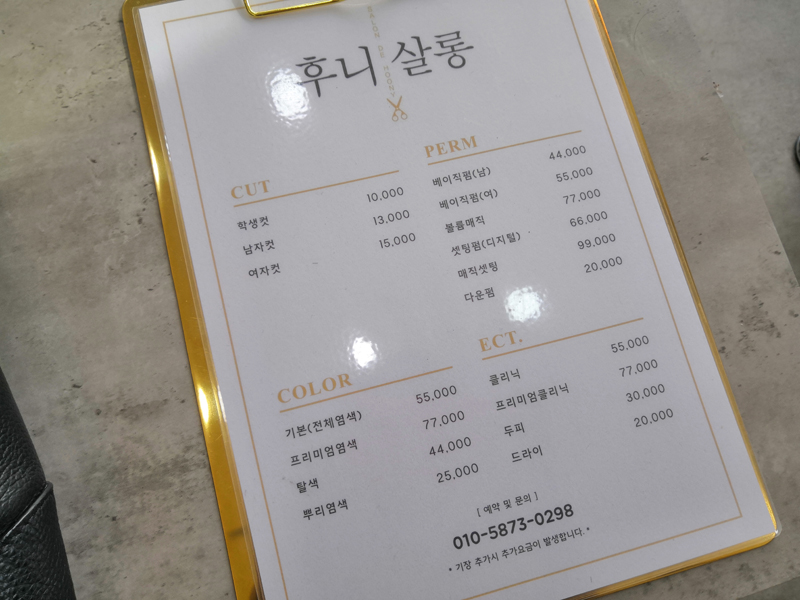 SALON DE HOONY
후니 살롱
CUT
학생컷 10,000
남자컷 13,000
여자컷 15,000
PERM
베이직펌(남) 44,000
베이직펌(여) 55,000
볼륨매직 77,000
셋팅펌(디지털) 66,000
매직셋팅 99,000
다운펌 20,000
COLOR
기본(전체염색) 55,000
프리미엄염색 77,000
탈색 44,000
뿌리염색 25,000
ECT.
클리닉 55,000
프리미엄클리닉 77,000
두피 30,000
드라이 20,000
[ 예약 및 문의 ]
010-5873-0298
* 기장 추가시 추가요금이 발생합니다. *